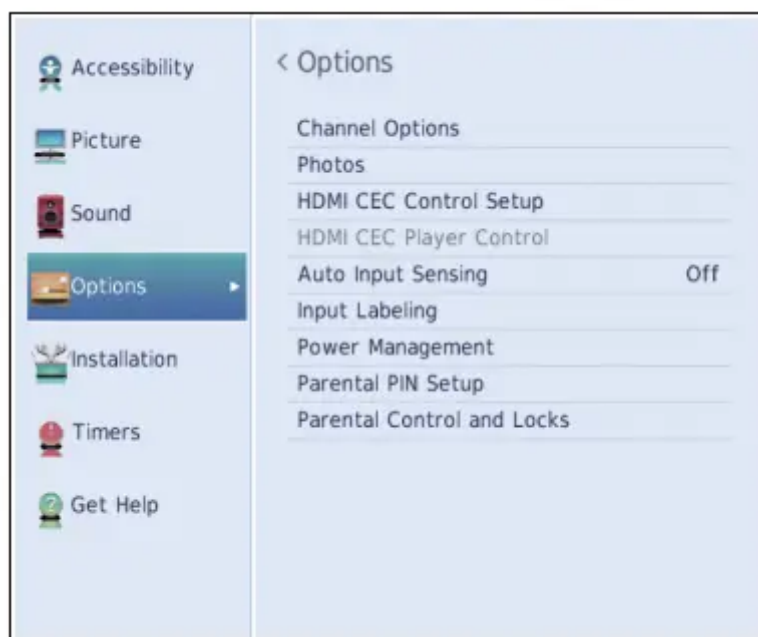 Accessibility
Picture
Sound
Options
Installation
Timers
Get Help
< Options
Channel Options
Photos
HDMI CEC Control Setup
HDMI CEC Player Control
Auto Input Sensing Off
Input Labeling
Power Management
Parental PIN Setup
Parental Control and Locks